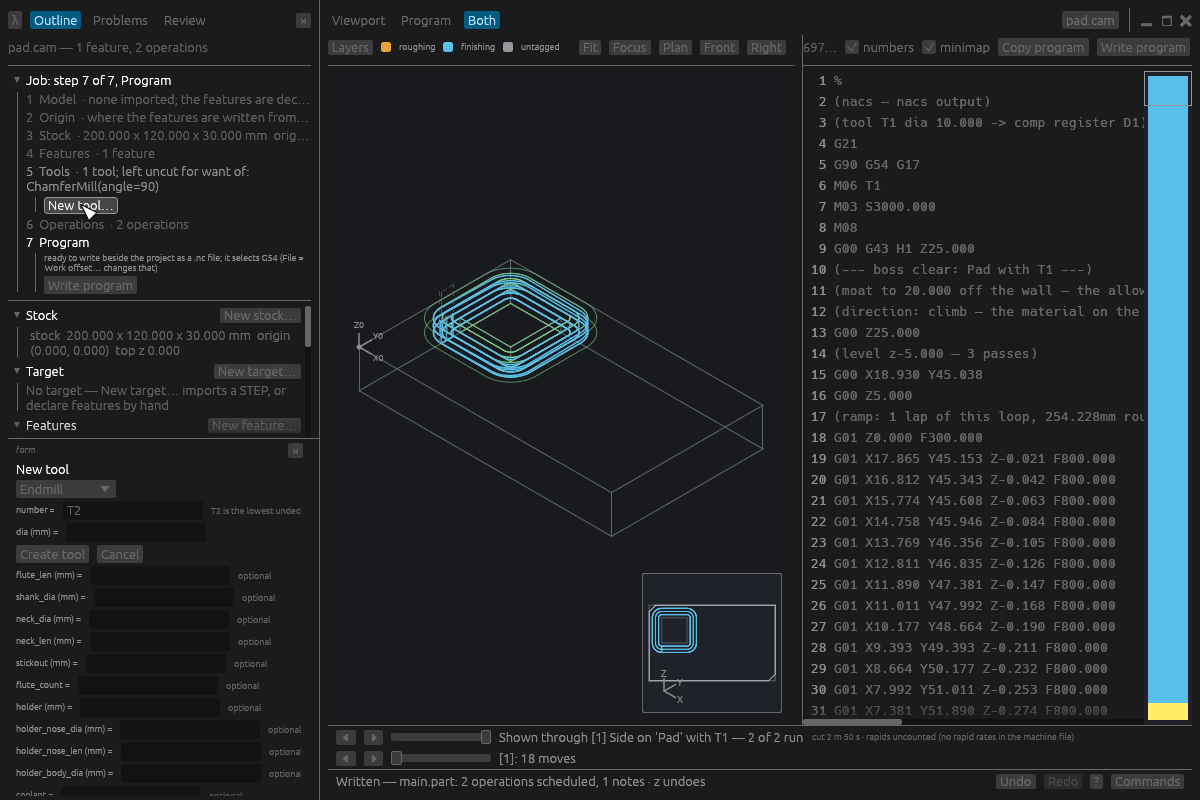 λ Outline Problems Review ×
pad.cam — 1 feature, 2 operations
Job: step 7 of 7, Program
1 Model · none imported; the features are dec...
2 Origin · where the features are written from...
3 Stock · 200.000 x 120.000 x 30.000 mm orig...
4 Features · 1 feature
5 Tools · 1 tool; left uncut for want of:
ChamferMill(angle=90)
New tool...
6 Operations · 2 operations
7 Program
ready to write beside the project as a .nc file; it selects G54 (File »
Work offset... changes that)
Write program
Stock New stock...
stock 200.000 x 120.000 x 30.000 mm origin
(0.000, 0.000) top z 0.000
Target New target...
No target — New target... imports a STEP, or
declare features by hand
Features New feature...
form ×
New tool
Endmill
number = T2 T2 is the lowest unded
dia (mm) =
Create tool Cancel
flute_len (mm) = optional
shank_dia (mm) = optional
neck_dia (mm) = optional
neck_len (mm) = optional
stickout (mm) = optional
flute_count = optional
holder (mm) = optional
holder_nose_dia (mm) = optional
holder_nose_len (mm) = optional
holder_body_dia (mm) = optional
coolant = optional
Viewport Program Both pad.cam
Layers roughing finishing untagged Fit Focus Plan Front Right
697... numbers minimap Copy program Write program
Z0
Y0
X0
Z
Y
X
1 %
2 (nacs — nacs output)
3 (tool T1 dia 10.000 -> comp register D1)
4 G21
5 G90 G54 G17
6 M06 T1
7 M03 S3000.000
8 M08
9 G00 G43 H1 Z25.000
10 (--- boss clear: Pad with T1 ---)
11 (moat to 20.000 off the wall — the allow
12 (direction: climb — the material on the
13 G00 Z25.000
14 (level z-5.000 — 3 passes)
15 G00 X18.930 Y45.038
16 G00 Z5.000
17 (ramp: 1 lap of this loop, 254.228mm rou
18 G01 Z0.000 F300.000
19 G01 X17.865 Y45.153 Z-0.021 F800.000
20 G01 X16.812 Y45.343 Z-0.042 F800.000
21 G01 X15.774 Y45.608 Z-0.063 F800.000
22 G01 X14.758 Y45.946 Z-0.084 F800.000
23 G01 X13.769 Y46.356 Z-0.105 F800.000
24 G01 X12.811 Y46.835 Z-0.126 F800.000
25 G01 X11.890 Y47.381 Z-0.147 F800.000
26 G01 X11.011 Y47.992 Z-0.168 F800.000
27 G01 X10.177 Y48.664 Z-0.190 F800.000
28 G01 X9.393 Y49.393 Z-0.211 F800.000
29 G01 X8.664 Y50.177 Z-0.232 F800.000
30 G01 X7.992 Y51.011 Z-0.253 F800.000
31 G01 X7.381 Y51.890 Z-0.274 F800.000
Shown through [1] Side on 'Pad' with T1 — 2 of 2 run cut 2 m 50 s · rapids uncounted (no rapid rates in the machine file)
[1]: 18 moves
Written — main.part: 2 operations scheduled, 1 notes · z undoes Undo Redo ? Commands